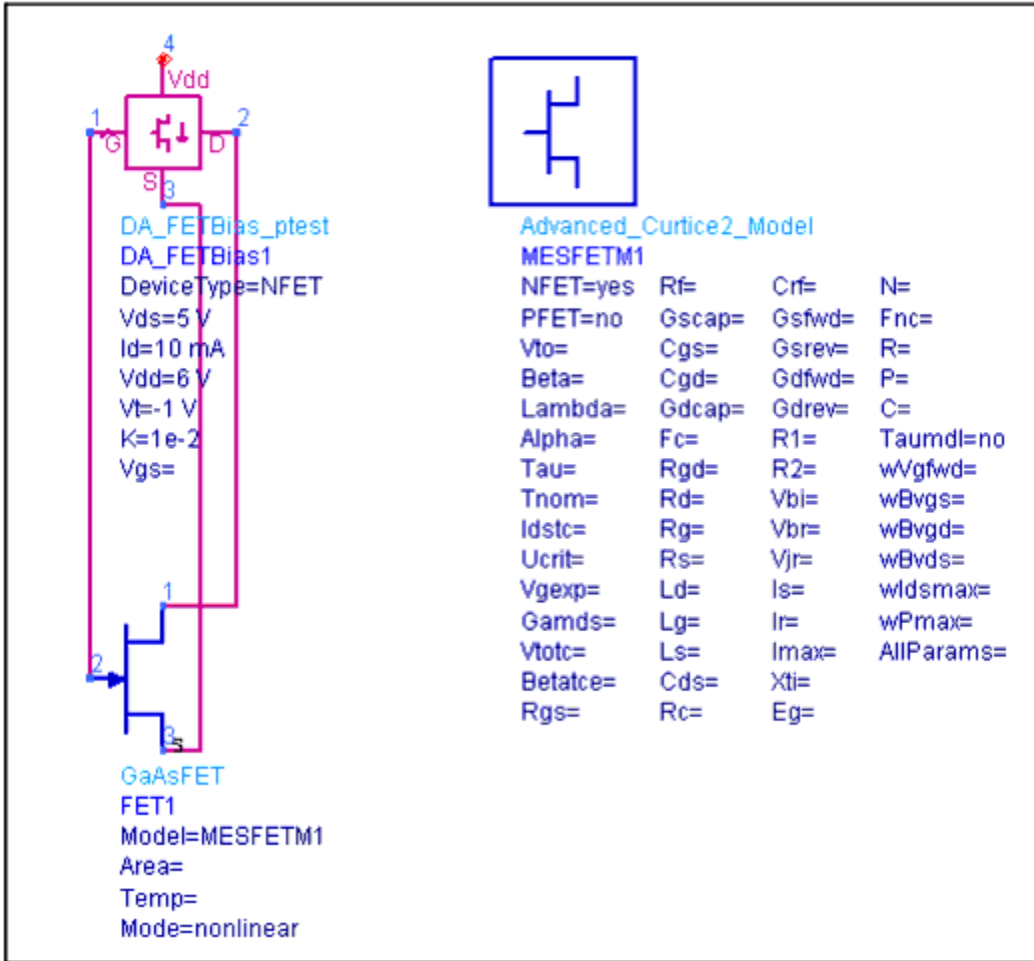 4
Vdd
1
G
D
2
S
3
DA_FETBias_ptest
DA_FETBias1
DeviceType=NFET
Vds=5 V
Id=10 mA
Vdd=6 V
Vt=-1 V
K=1e-2
Vgs=
1
2
3
S
GaAsFET
FET1
Model=MESFETM1
Area=
Temp=
Mode=nonlinear
Advanced_Curtice2_Model
MESFETM1
NFET=yes Rf= Crf= N=
PFET=no Gscap= Gsfwd= Fnc=
Vto= Cgs= Gsrev= R=
Beta= Cgd= Gdfwd= P=
Lambda= Gdcap= Gdrev= C=
Alpha= Fc= R1= Taumdl=no
Tau= Rgd= R2= wVgfwd=
Tnom= Rd= Vbi= wBvgs=
Idstc= Rg= Vbr= wBvgd=
Ucrit= Rs= Vjr= wBvds=
Vgexp= Ld= Is= wIdsmax=
Gamds= Lg= Ir= wPmax=
Vtotc= Ls= Imax= AllParams=
Betatce= Cds= Xti=
Rgs= Rc= Eg=